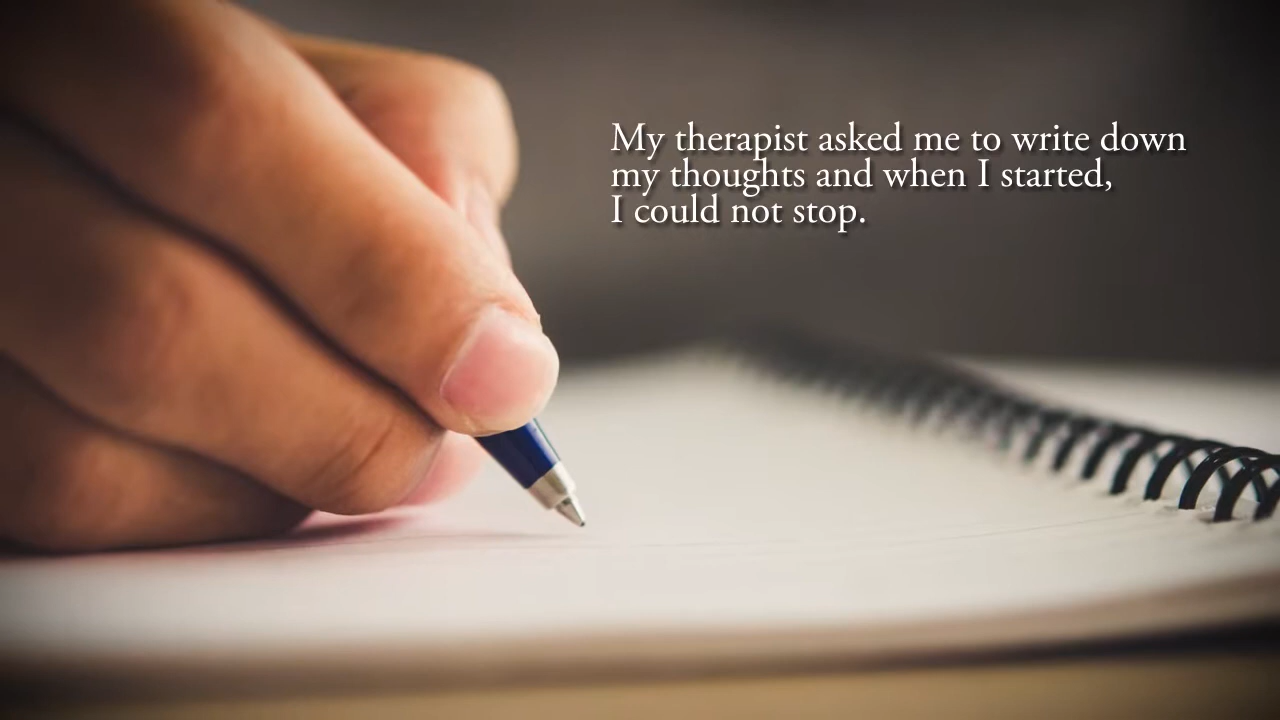 My therapist asked me to write down
my thoughts and when I started,
I could not stop.